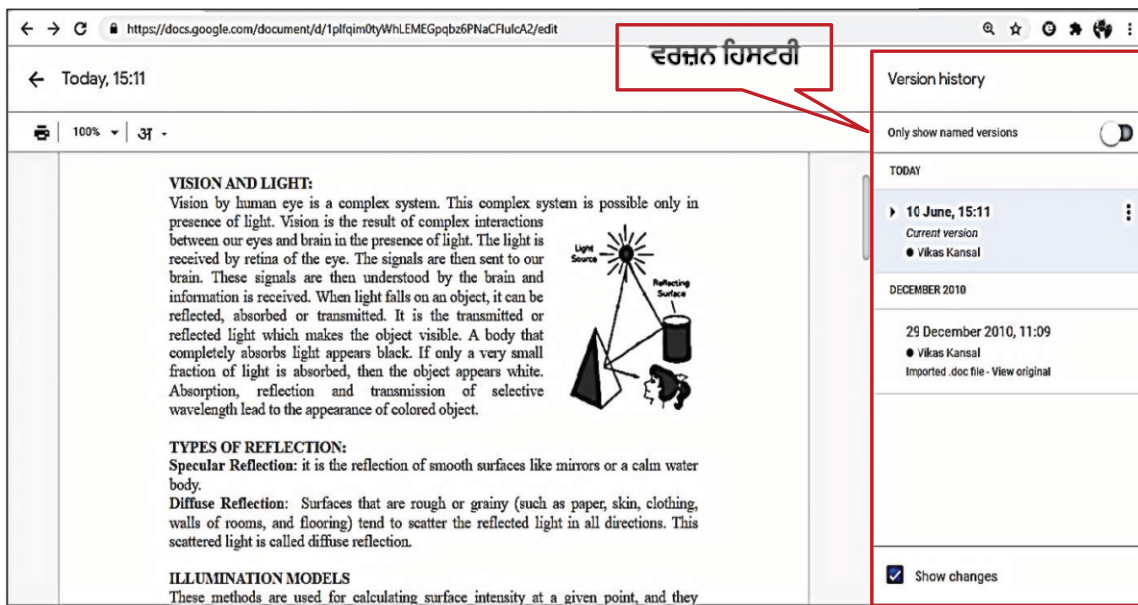 https://docs.google.com/document/d/1plfqim0tyWhLEMEGpqbz6PNaCFIulcA2/edit
ਵਰਜ਼ਨ ਹਿਸਟਰੀ
Today, 15:11
Version history
100%
अ
Only show named versions
TODAY
10 June, 15:11
Current version
Vikas Kansal
DECEMBER 2010
29 December 2010, 11:09
Vikas Kansal
Imported .doc file - View original
Show changes
VISION AND LIGHT:
Vision by human eye is a complex system. This complex system is possible only in
presence of light. Vision is the result of complex interactions
between our eyes and brain in the presence of light. The light is
received by retina of the eye. The signals are then sent to our
brain. These signals are then understood by the brain and
information is received. When light falls on an object, it can be
reflected, absorbed or transmitted. It is the transmitted or
reflected light which makes the object visible. A body that
completely absorbs light appears black. If only a very small
fraction of light is absorbed, then the object appears white.
Absorption, reflection and transmission of selective
wavelength lead to the appearance of colored object.
Light
Source
Reflecting
Surface
TYPES OF REFLECTION:
Specular Reflection: it is the reflection of smooth surfaces like mirrors or a calm water
body.
Diffuse Reflection: Surfaces that are rough or grainy (such as paper, skin, clothing,
walls of rooms, and flooring) tend to scatter the reflected light in all directions. This
scattered light is called diffuse reflection.
ILLUMINATION MODELS
These methods are used for calculating surface intensity at a given point, and they